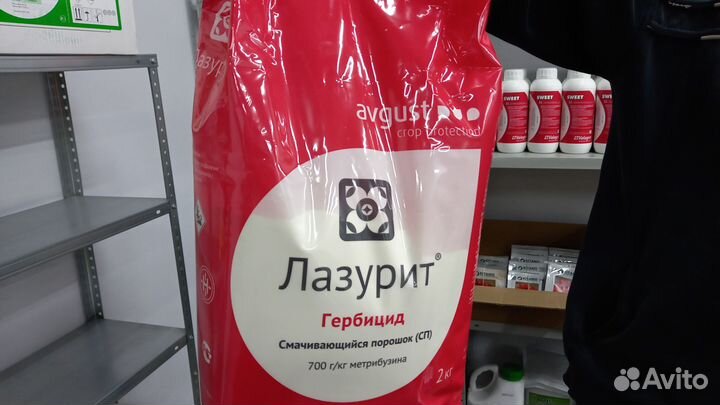 avgust
crop protection
Лазурит®
Гербицид
Смачивающийся порошок (СП)
700 г/кг метрибузина
2 кг
SWEET
SWEET
SWEET
Avito